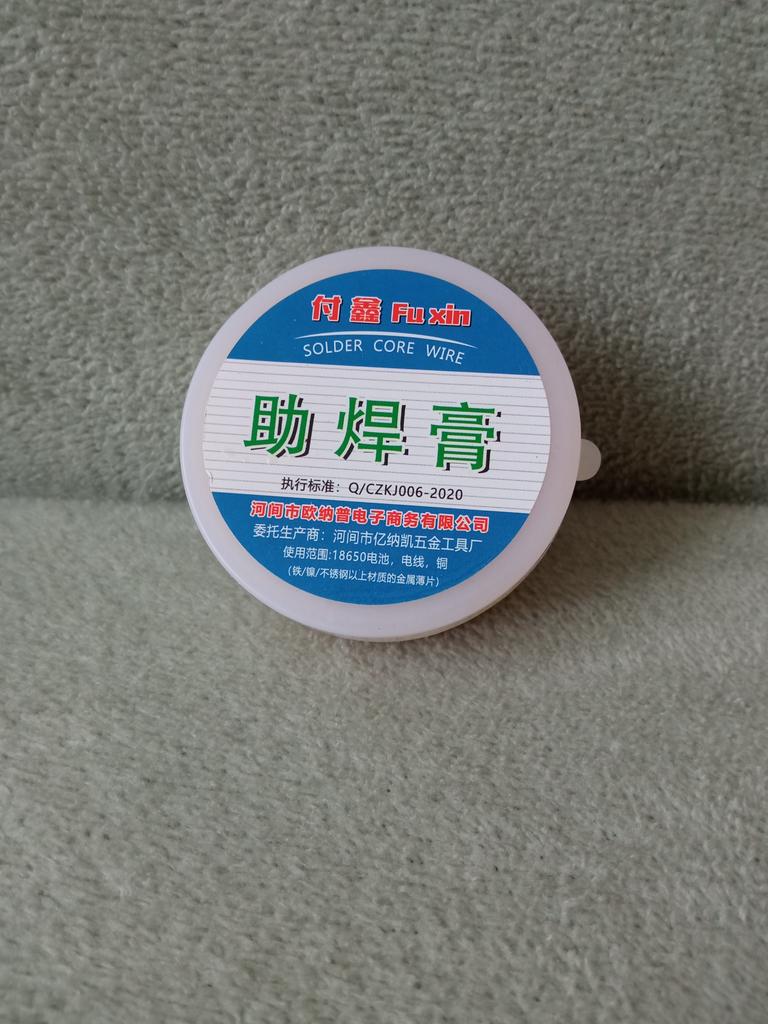 付鑫 Fu xin
SOLDER CORE WIRE
助焊膏
执行标准：Q/CZKJ006-2020
河间市欧纳普电子商务有限公司
委托生产商：河间市亿纳凯五金工具厂
使用范围:18650电池，电线，铜
（铁/镍/不锈钢以上材质的金属薄片）